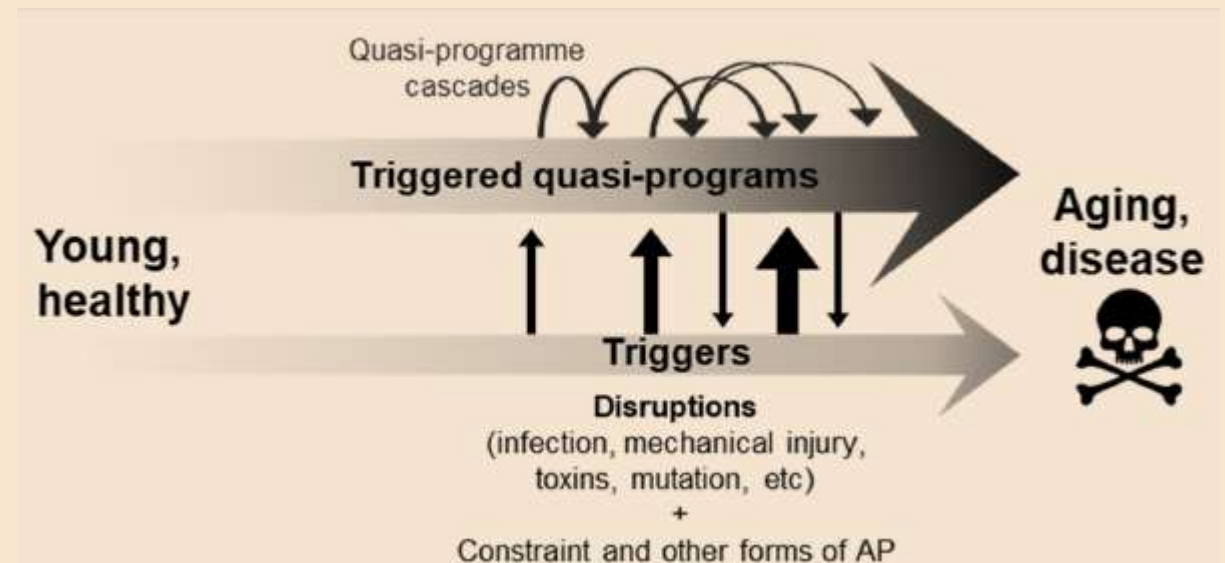 Quasi-programme
cascades
Triggered quasi-programs
Young,
healthy
Aging,
disease
Triggers
Disruptions
(infection, mechanical injury,
toxins, mutation, etc)
+
Constraint and other forms of AP